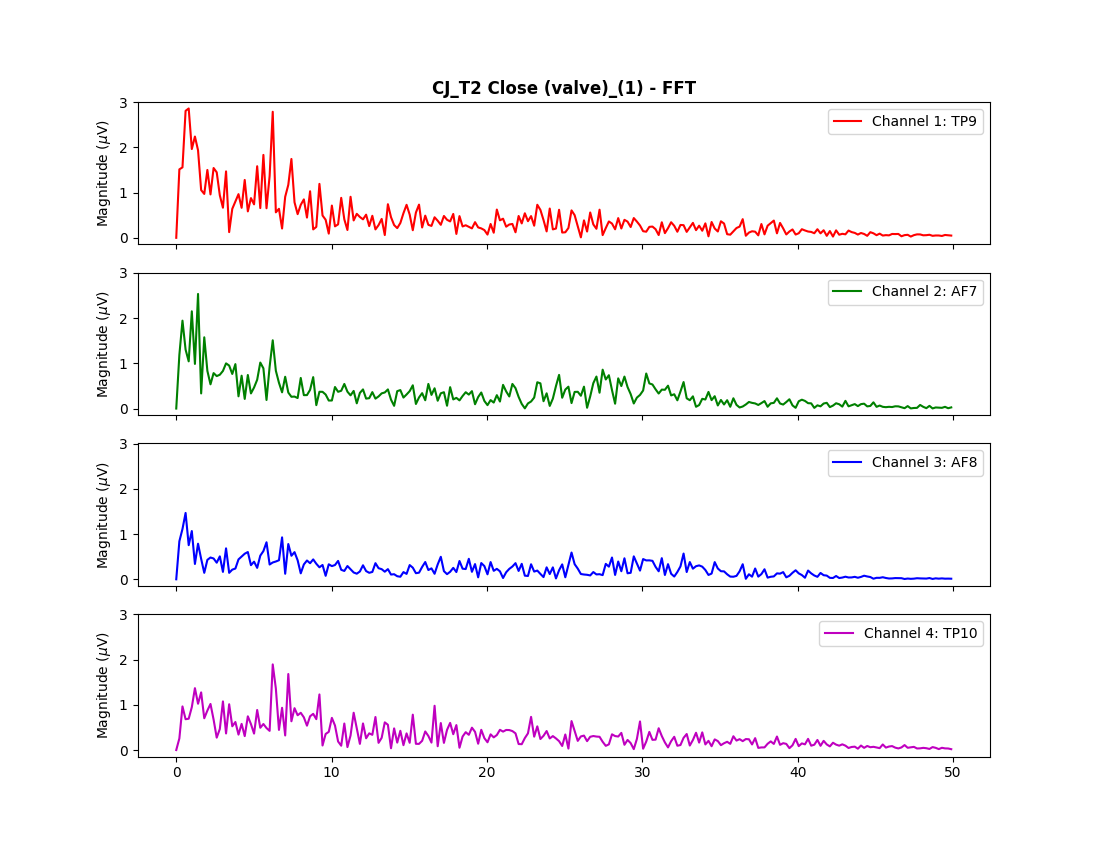 CJ_T2 Close (valve)_(1) - FFT
3
2
1
0
Magnitude (μV)
Channel 1: TP9
3
2
1
0
Magnitude (μV)
Channel 2: AF7
3
2
1
0
Magnitude (μV)
Channel 3: AF8
3
2
1
0
Magnitude (μV)
Channel 4: TP10
0 10 20 30 40 50